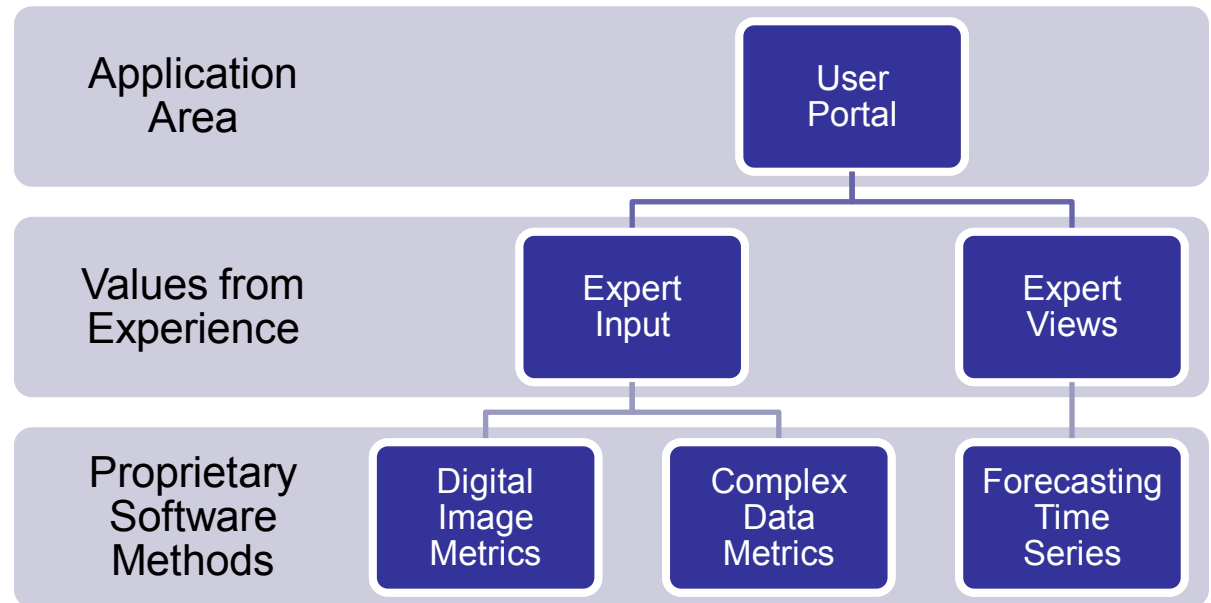 Application
Area
User
Portal
Values from
Experience
Expert
Input
Expert
Views
Proprietary
Software
Methods
Digital
Image
Metrics
Complex
Data
Metrics
Forecasting
Time
Series